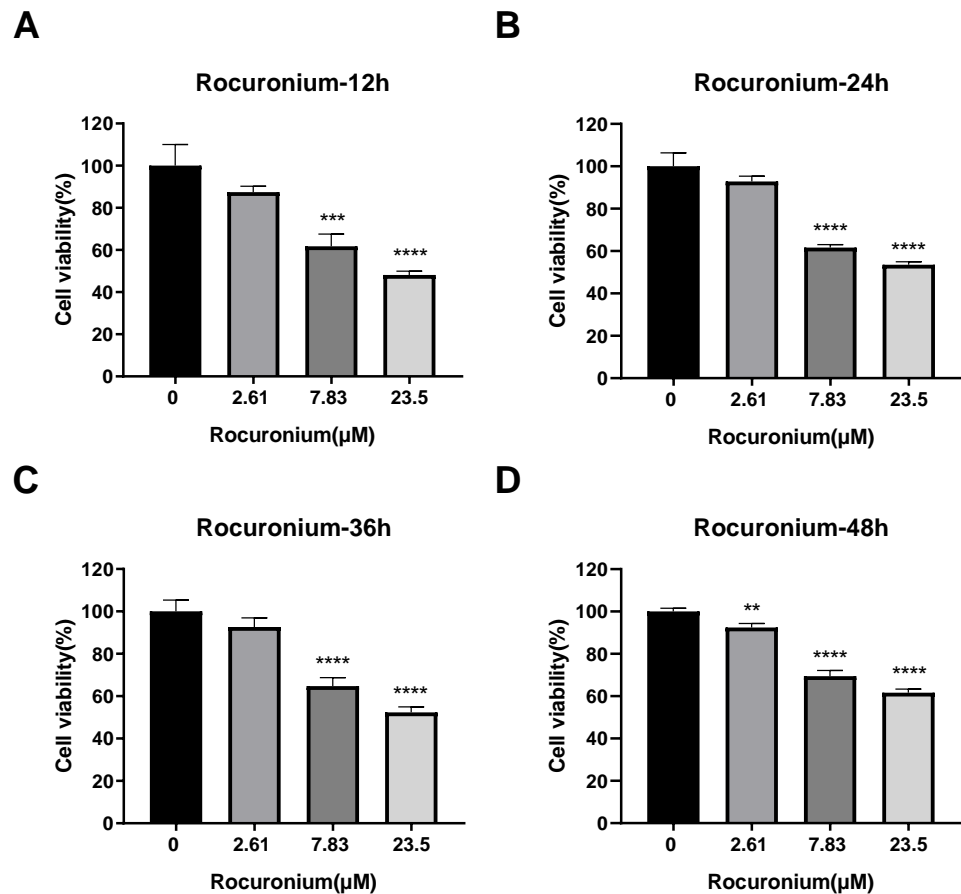 A
Rocuronium-12h
Cell viability(%)
120
100
80
60
40
20
0
***
****
0 2.61 7.83 23.5
Rocuronium(µM)
B
Rocuronium-24h
Cell viability(%)
120
100
80
60
40
20
0
****
****
0 2.61 7.83 23.5
Rocuronium(µM)
C
Rocuronium-36h
Cell viability(%)
120
100
80
60
40
20
0
****
****
0 2.61 7.83 23.5
Rocuronium(µM)
D
Rocuronium-48h
Cell viability(%)
120
100
80
60
40
20
0
**
****
****
0 2.61 7.83 23.5
Rocuronium(µM)